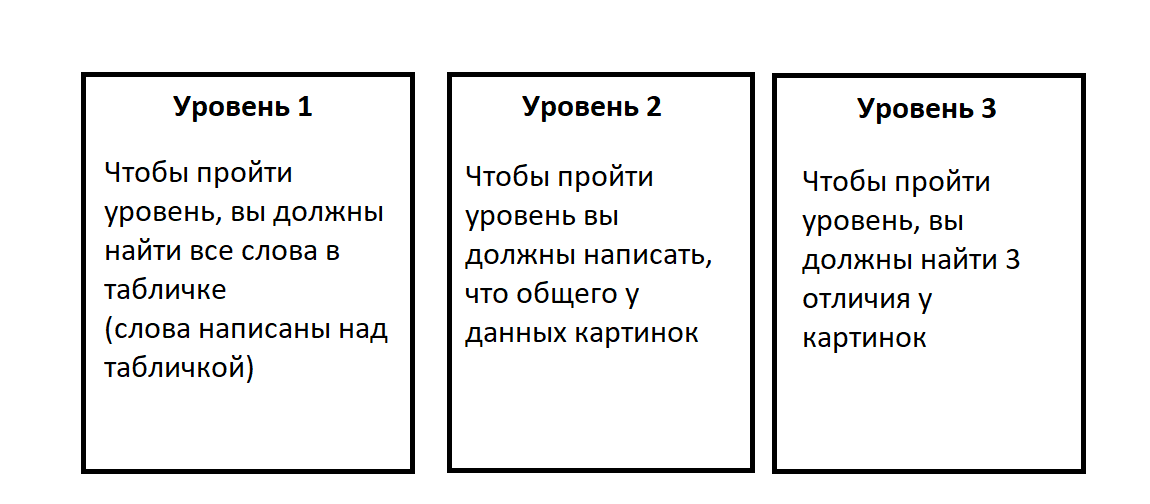 Уровень 1
Чтобы пройти
уровень, вы должны
найти все слова в
табличке
(слова написаны над
табличкой)
Уровень 2
Чтобы пройти
уровень вы
должны написать,
что общего у
данных картинок
Уровень 3
Чтобы пройти
уровень, вы
должны найти 3
отличия у
картинок